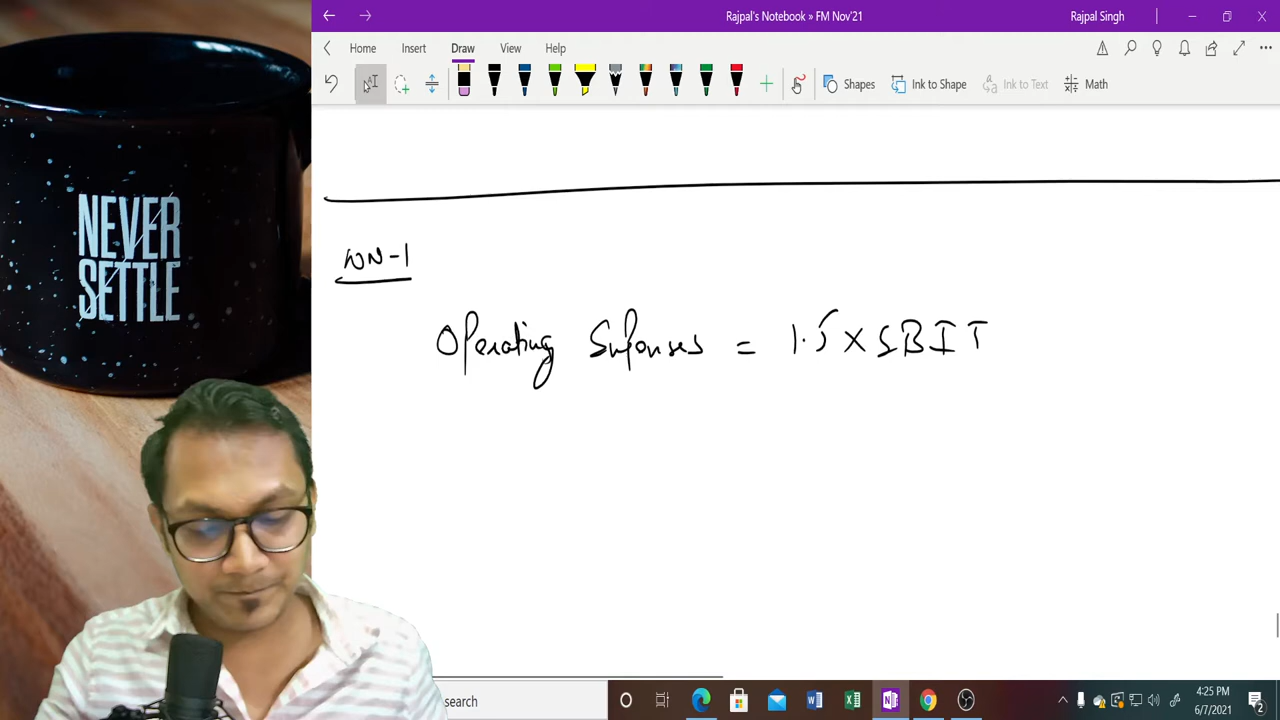 Rajpal's Notebook » FM Nov'21
Rajpal Singh
Home Insert Draw View Help
Shapes Ink to Shape Ink to Text Math
NEVER
SETTLE
WN-1
Operating Expenses = 1.5 X EBIT
search
4:25 PM
6/7/2021
2